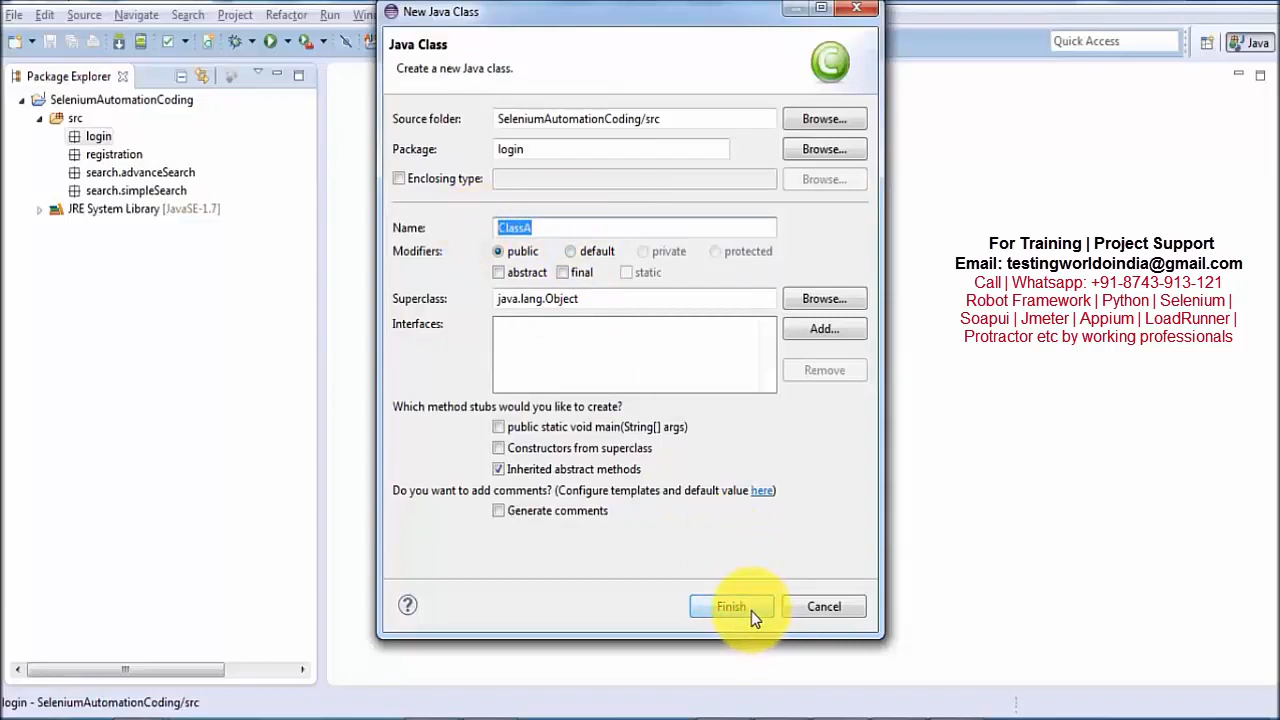 New Java Class
File Edit Source Navigate Search Project Refactor Run
Java Class
Create a new Java class.
Quick Access
Java
Package Explorer
SeleniumAutomationCoding
src
login
registration
search.advanceSearch
search.simpleSearch
JRE System Library [JavaSE-1.7]
Source folder: SeleniumAutomationCoding/src Browse...
Package: login Browse...
Enclosing type: Browse...
Name: ClassA
Modifiers: public default private protected
abstract final static
Superclass: java.lang.Object Browse...
Interfaces: Add...
Remove
Which method stubs would you like to create?
public static void main(String[] args)
Constructors from superclass
Inherited abstract methods
Do you want to add comments? (Configure templates and default value here)
Generate comments
Finish Cancel
For Training | Project Support
Email: testingworldoindia@gmail.com
Call | Whatsapp: +91-8743-913-121
Robot Framework | Python | Selenium |
Soapui | Jmeter | Appium | LoadRunner |
Protractor etc by working professionals
login - SeleniumAutomationCoding/src